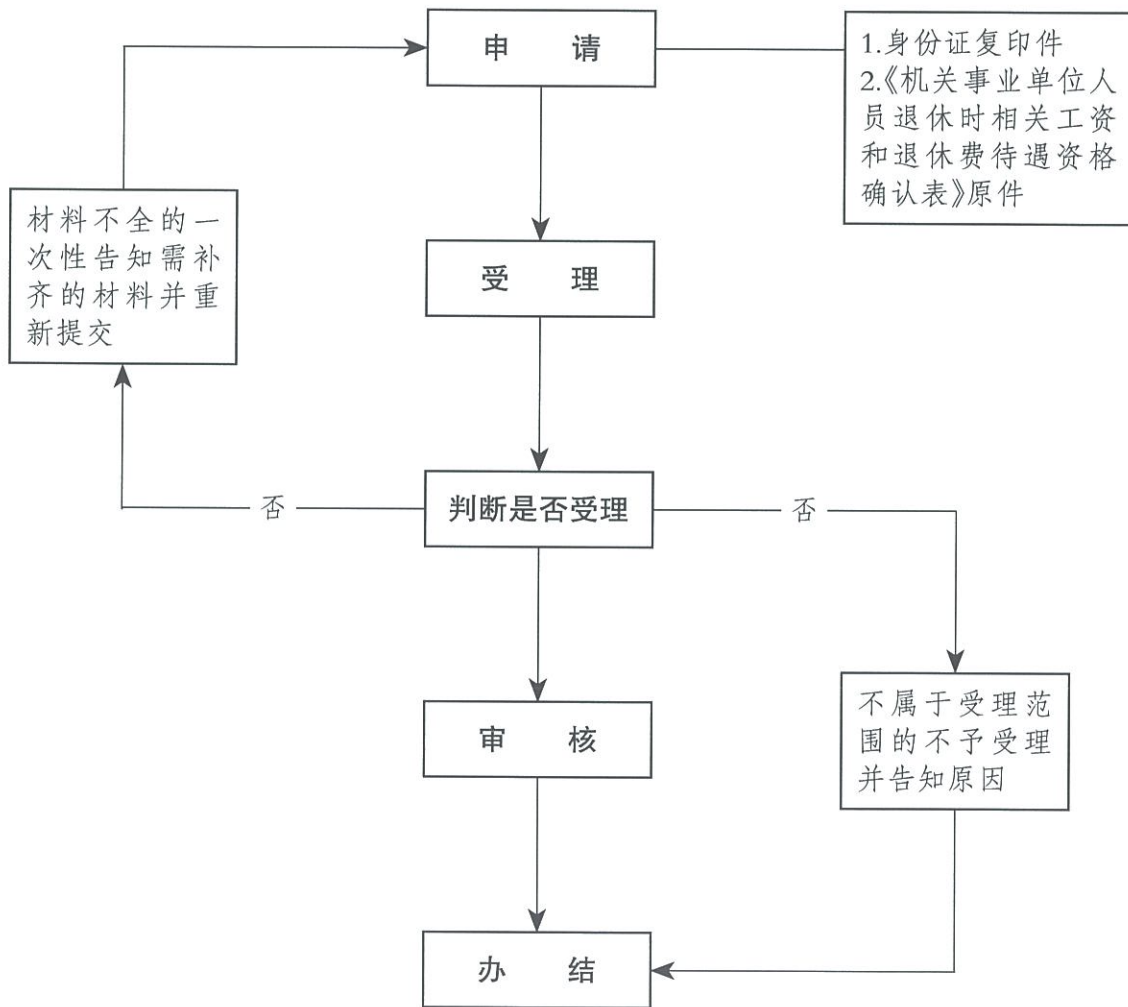 申 请
1.身份证复印件
2.《机关事业单位人
员退休时相关工资
和退休费待遇资格
确认表》原件
材料不全的一
次性告知需补
齐的材料并重
新提交
受 理
否
判断是否受理
否
审 核
不属于受理范
围的不予受理
并告知原因
办 结